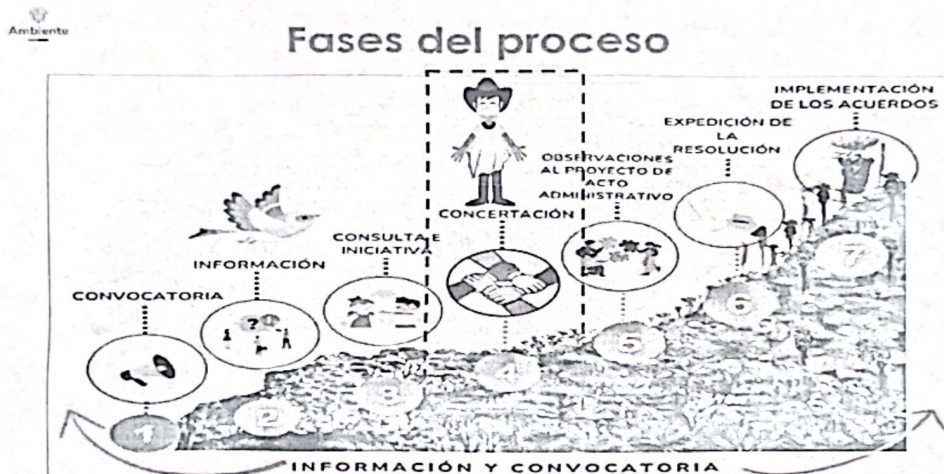 Ambiente
Fases del proceso
CONVOCATORIA
INFORMACIÓN
CONSULTA E
INICIATIVA
CONCERTACIÓN
OBSERVACIONES
AL PROYECTO DE
ACTO
ADMINISTRATIVO
EXPEDICIÓN DE
LA
RESOLUCIÓN
IMPLEMENTACIÓN
DE LOS ACUERDOS
?
1
2
3
4
5
6
7
INFORMACIÓN Y CONVOCATORIA